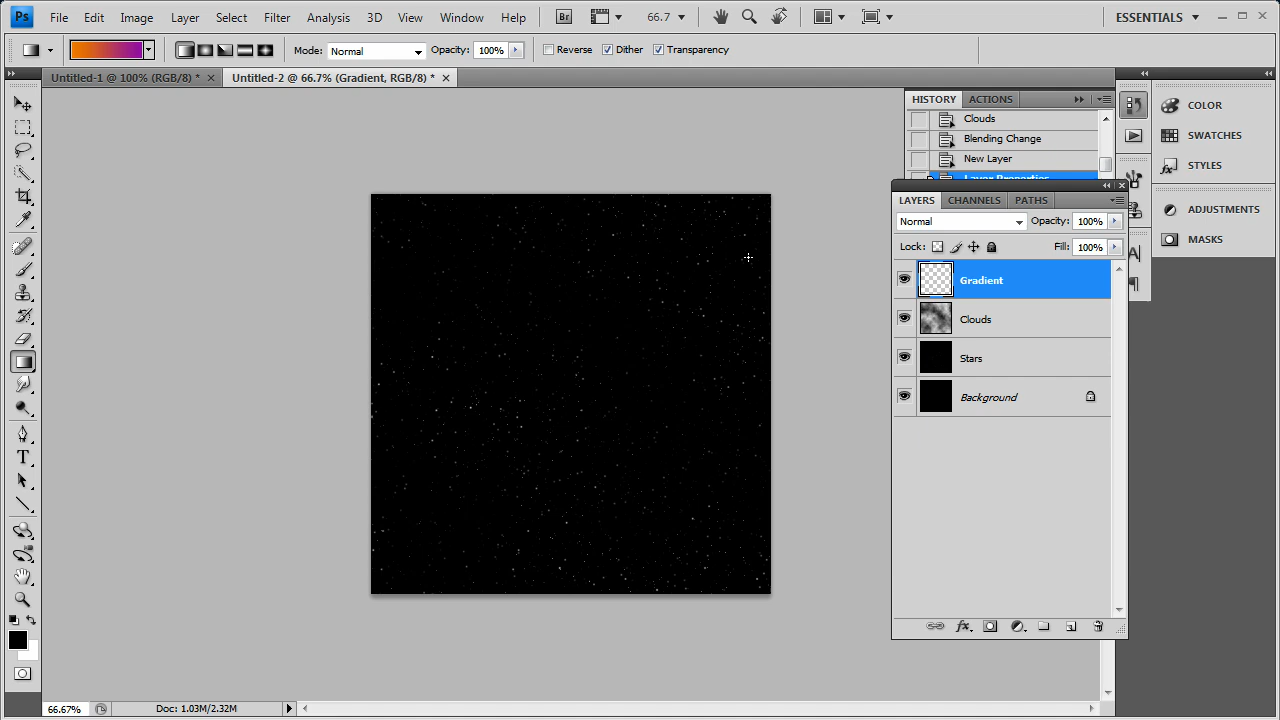 Ps File Edit Image Layer Select Filter Analysis 3D View Window Help Br 66.7 ESSENTIALS
Mode: Normal Opacity: 100% Reverse Dither Transparency
Untitled-1 @ 100% (RGB/8) * Untitled-2 @ 66.7% (Gradient, RGB/8) *
HISTORY ACTIONS
Clouds
Blending Change
New Layer
Layer Properties
COLOR
SWATCHES
STYLES
ADJUSTMENTS
MASKS
LAYERS CHANNELS PATHS
Normal Opacity: 100%
Lock: Fill: 100%
Gradient
Clouds
Stars
Background
66.67% Doc: 1.03M/2.32M